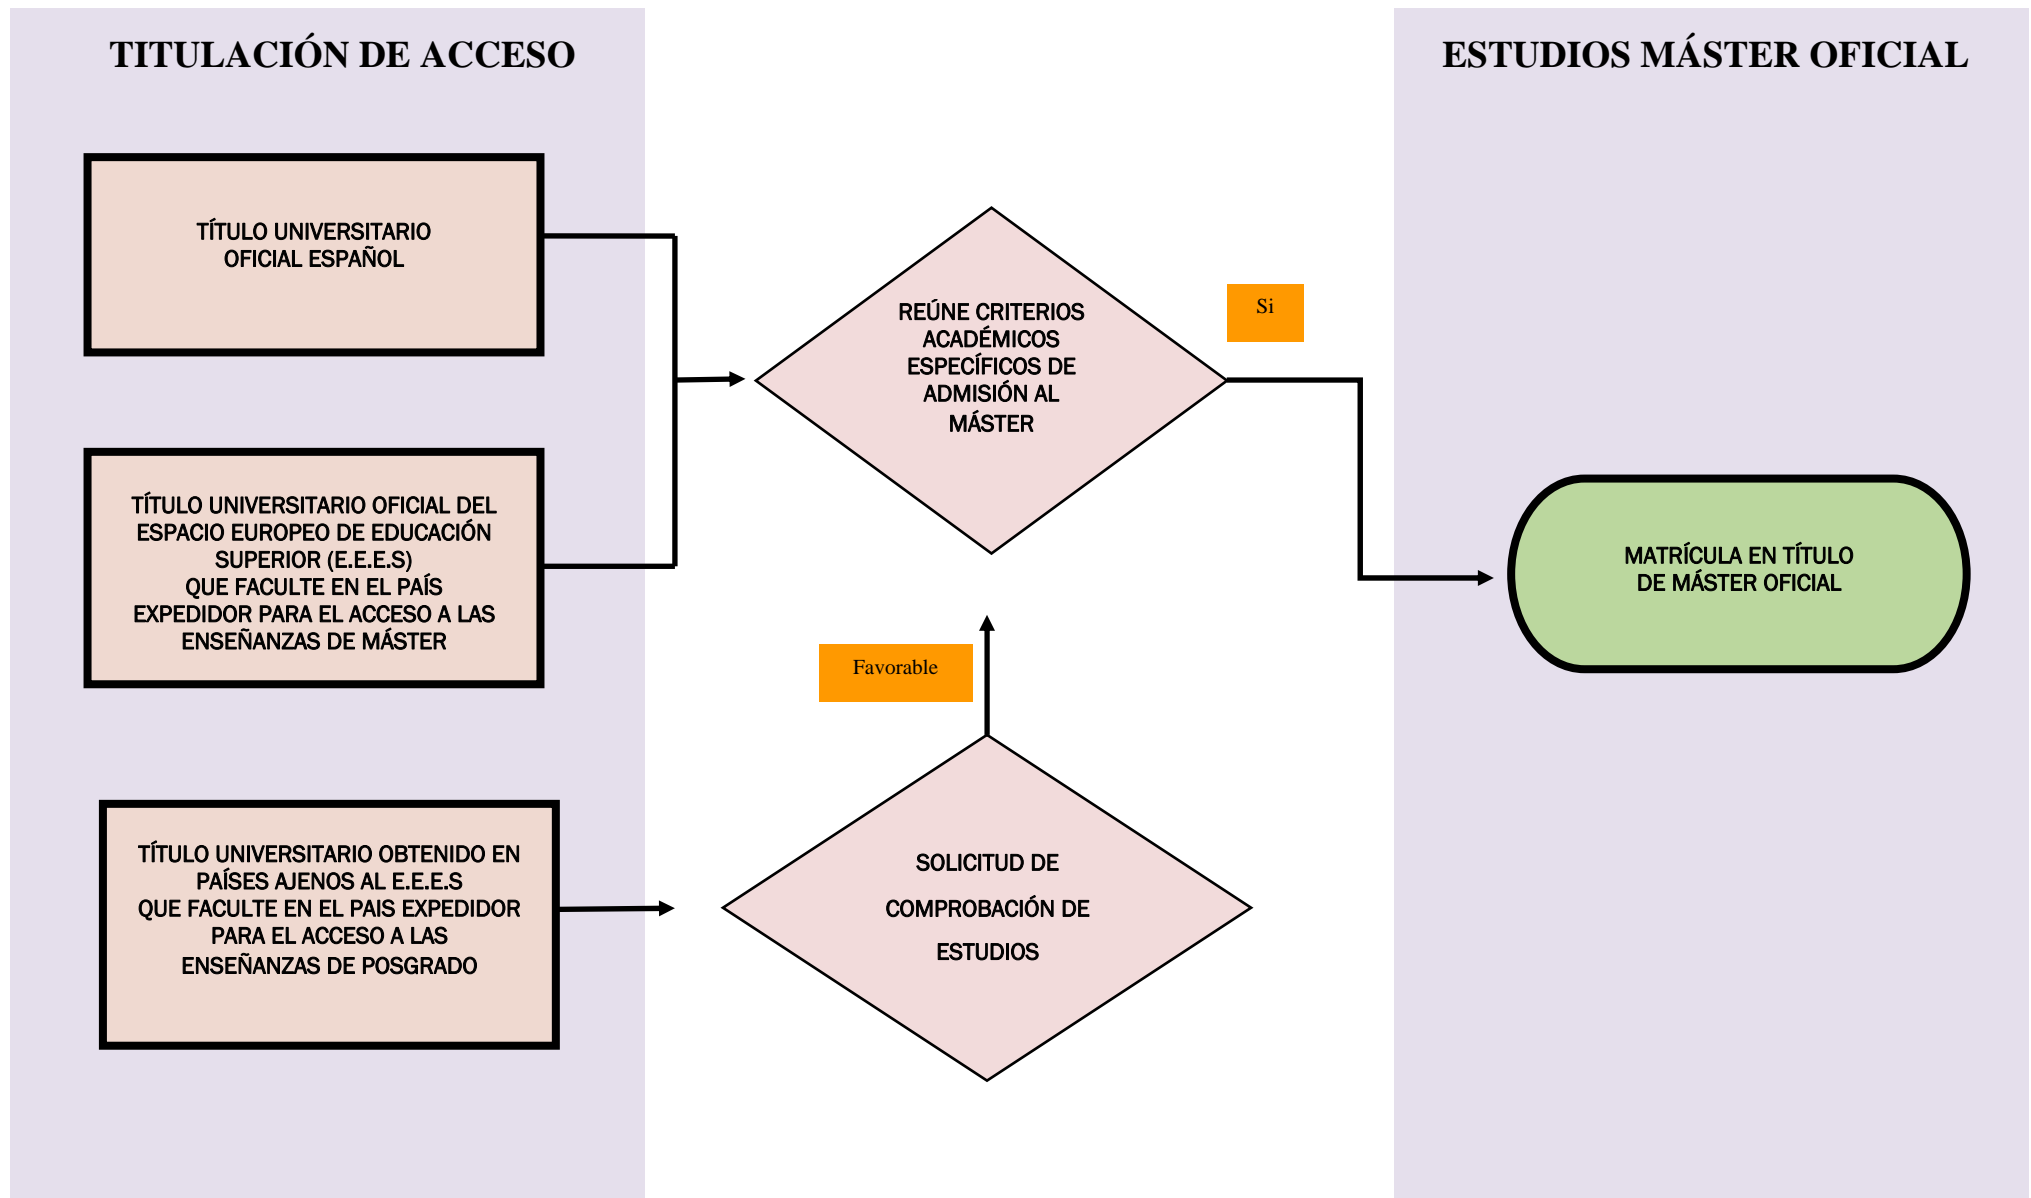 TITULACIÓN DE ACCESO
ESTUDIOS MÁSTER OFICIAL
TÍTULO UNIVERSITARIO
OFICIAL ESPAÑOL
REÚNE CRITERIOS
ACADÉMICOS
ESPECÍFICOS DE
ADMISIÓN AL
MÁSTER
Si
TÍTULO UNIVERSITARIO OFICIAL DEL
ESPACIO EUROPEO DE EDUCACIÓN
SUPERIOR (E.E.E.S)
QUE FACULTE EN EL PAÍS
EXPEDIDOR PARA EL ACCESO A LAS
ENSEÑANZAS DE MÁSTER
MATRÍCULA EN TÍTULO
DE MÁSTER OFICIAL
Favorable
TÍTULO UNIVERSITARIO OBTENIDO EN
PAÍSES AJENOS AL E.E.E.S
QUE FACULTE EN EL PAIS EXPEDIDOR
PARA EL ACCESO A LAS
ENSEÑANZAS DE POSGRADO
SOLICITUD DE
COMPROBACIÓN DE
ESTUDIOS